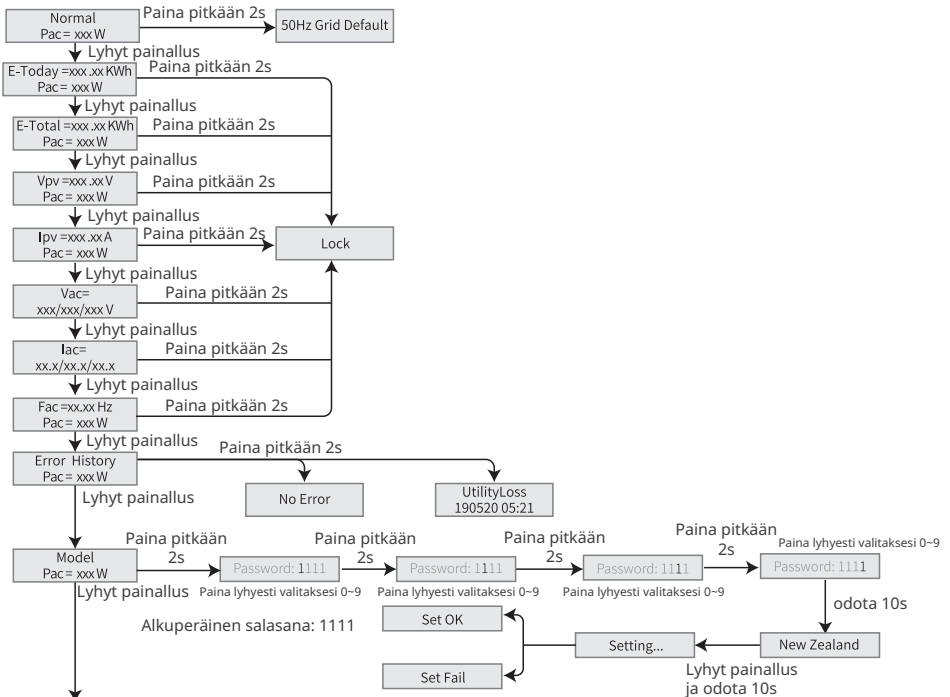 Normal
Pac= xxxW
Paina pitkään 2s
50Hz Grid Default
Lyhyt painallus
E-Today =xxx.xx KWh
Pac= xxxW
Paina pitkään 2s
Lyhyt painallus
E-Total =xxx.xx KWh
Pac= xxxW
Paina pitkään 2s
Lyhyt painallus
Vpv =xxx.xx V
Pac= xxxW
Paina pitkään 2s
Lyhyt painallus
Ipv =xxx.xx A
Pac= xxxW
Paina pitkään 2s
Lock
Lyhyt painallus
Vac=
xxx/xxx/xxx V
Paina pitkään 2s
Lyhyt painallus
Iac=
xx.x/xx.x/xx.x
Paina pitkään 2s
Lyhyt painallus
Fac =xx.xx Hz
Pac= xxxW
Paina pitkään 2s
Lyhyt painallus
Error History
Pac= xxxW
Paina pitkään 2s
No Error
UtilityLoss
190520 05:21
Lyhyt painallus
Model
Pac= xxxW
Paina pitkään
2s
Password: 1111
Paina lyhyesti valitaksesi 0~9
Paina pitkään
2s
Password: 1111
Paina lyhyesti valitaksesi 0~9
Paina pitkään
2s
Password: 1111
Paina lyhyesti valitaksesi 0~9
Paina pitkään
2s
Paina lyhyesti valitaksesi 0~9
Password: 1111
Lyhyt painallus
Alkuperäinen salasana: 1111
odota 10s
New Zealand
Lyhyt painallus
ja odota 10s
Setting...
Set OK
Set Fail